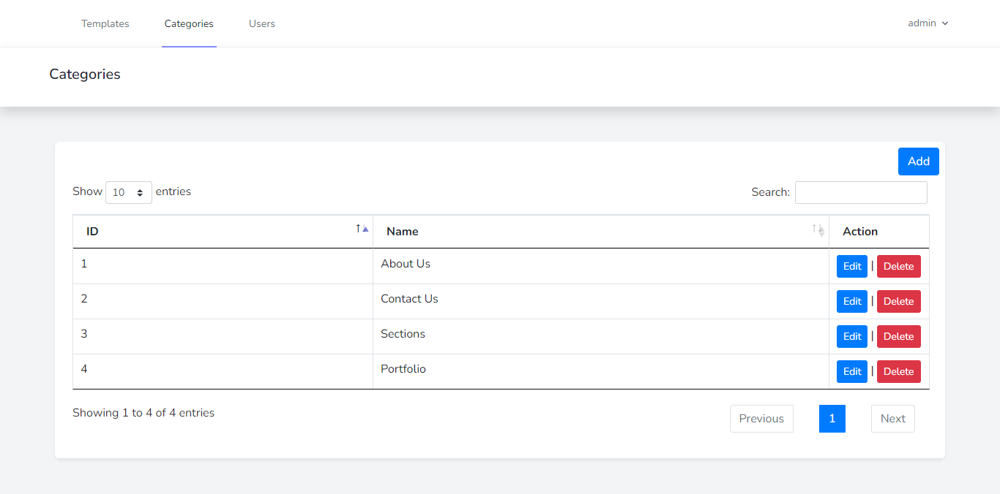 Templates Categories Users admin
Categories
Add
Show 10 entries Search:
ID Name Action
1 About Us Edit | Delete
2 Contact Us Edit | Delete
3 Sections Edit | Delete
4 Portfolio Edit | Delete
Showing 1 to 4 of 4 entries Previous 1 Next